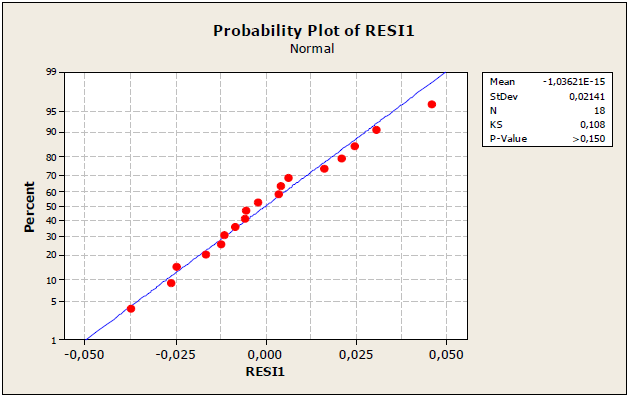 Probability Plot of RESI1
Normal
99
95
90
80
70
60
50
40
30
20
10
5
1
Percent
-0,050
-0,025
0,000
0,025
0,050
RESI1
Mean -1,03621E-15
StDev 0,02141
N 18
KS 0,108
P-Value >0,150